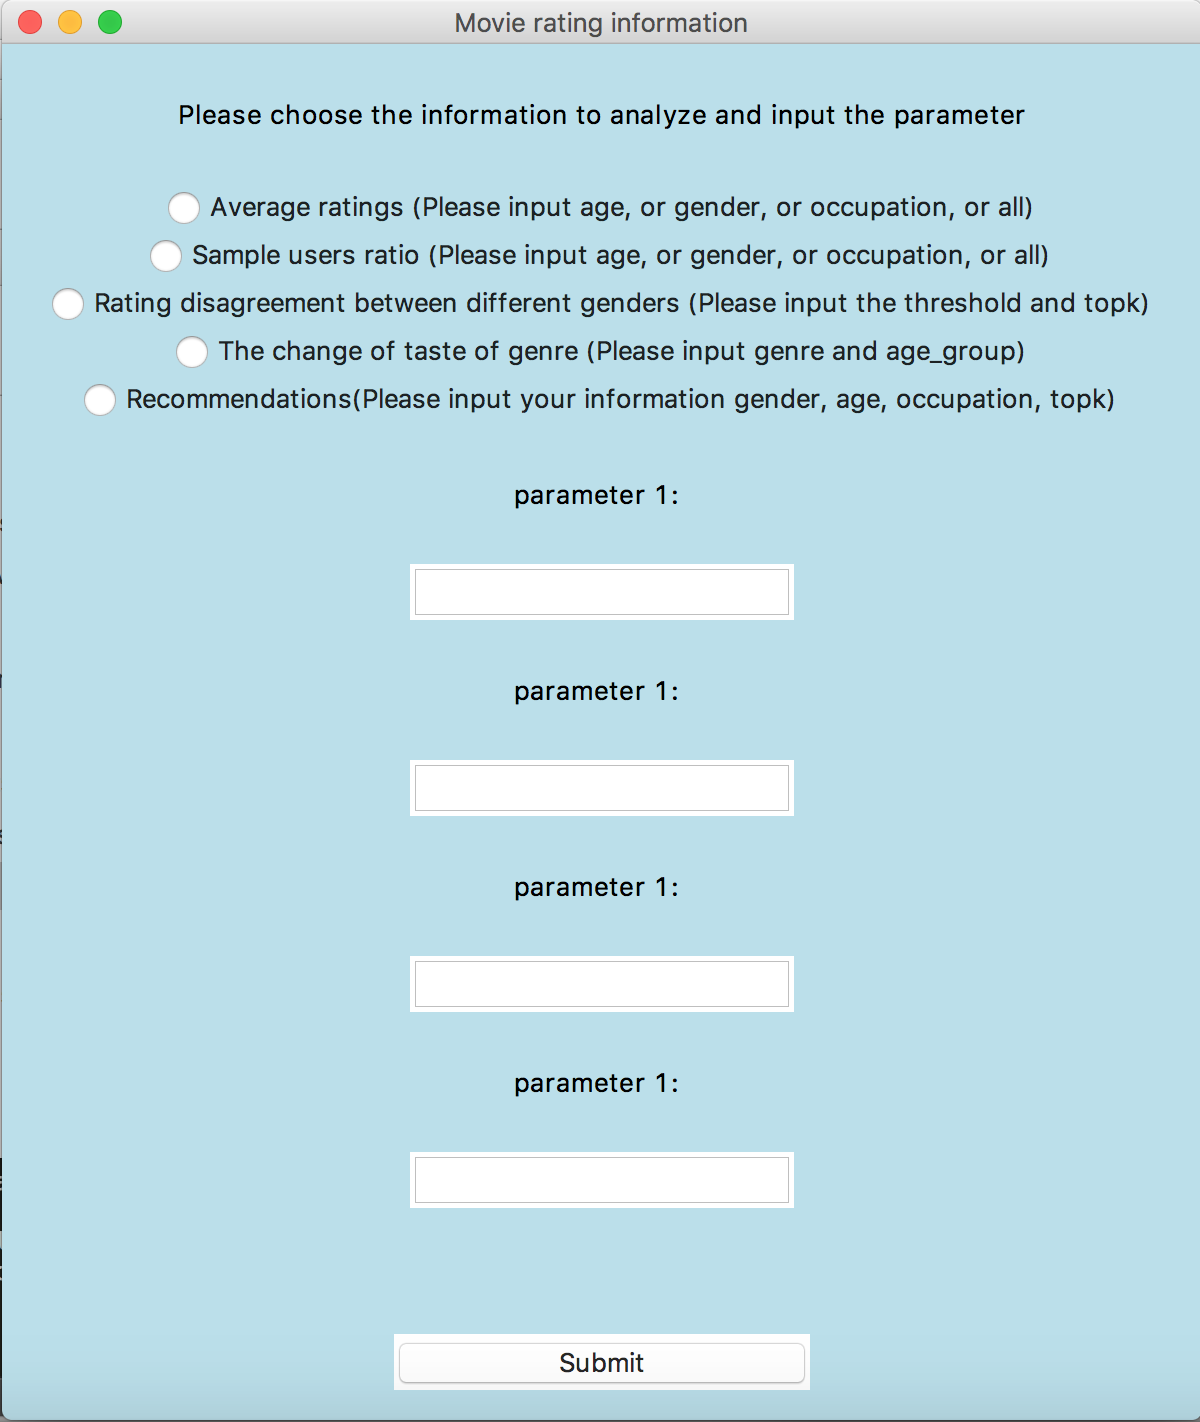 Movie rating information
Please choose the information to analyze and input the parameter
Average ratings (Please input age, or gender, or occupation, or all)
Sample users ratio (Please input age, or gender, or occupation, or all)
Rating disagreement between different genders (Please input the threshold and topk)
The change of taste of genre (Please input genre and age_group)
Recommendations(Please input your information gender, age, occupation, topk)
parameter 1:
parameter 1:
parameter 1:
parameter 1:
Submit